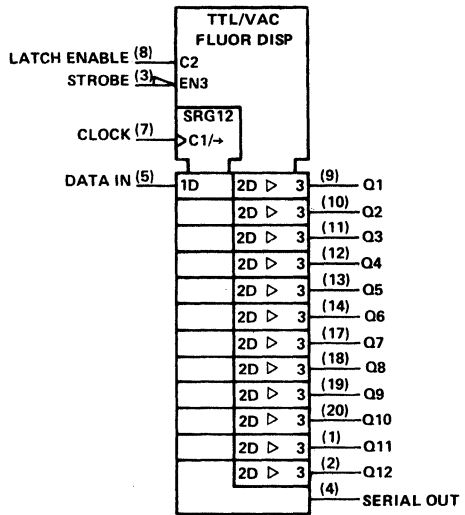 TTL/VAC
FLUOR DISP
LATCH ENABLE (8) C2
STROBE (3) EN3
SRG12
CLOCK (7) C1/→
DATA IN (5) 1D 2D ▷ 3 (9) Q1
2D ▷ 3 (10) Q2
2D ▷ 3 (11) Q3
2D ▷ 3 (12) Q4
2D ▷ 3 (13) Q5
2D ▷ 3 (14) Q6
2D ▷ 3 (17) Q7
2D ▷ 3 (18) Q8
2D ▷ 3 (19) Q9
2D ▷ 3 (20) Q10
2D ▷ 3 (1) Q11
2D ▷ 3 (2) Q12
(4) SERIAL OUT